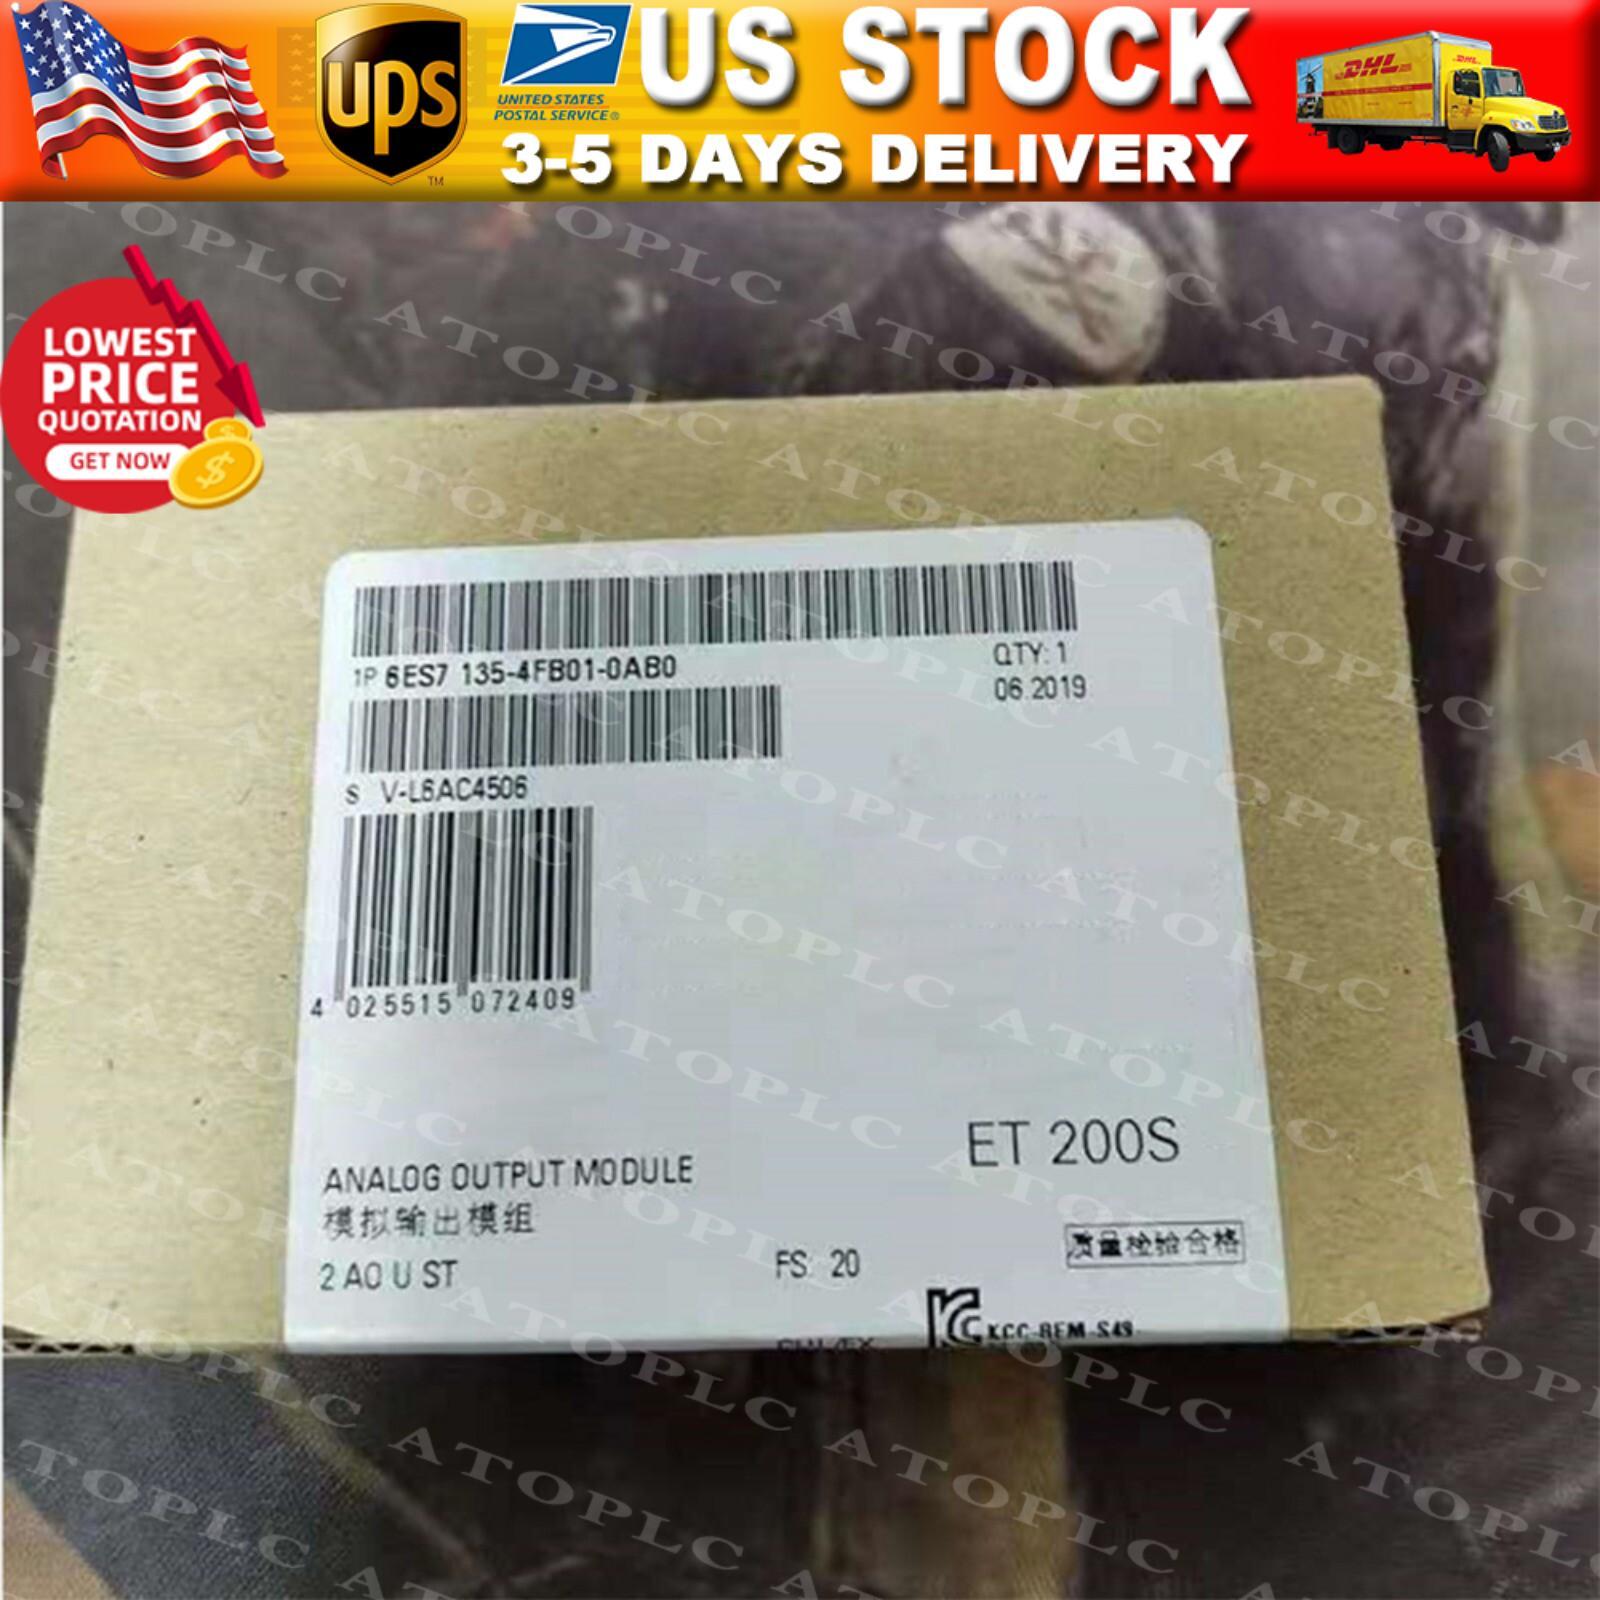 ups
TM
UNITED STATES
POSTAL SERVICE®
US STOCK
3-5 DAYS DELIVERY
DHL
LOWEST
PRICE
QUOTATION
GET NOW
1P 6ES7 135-4FB01-0AB0
QTY: 1
06.2019
S V-L6AC4506
4 025515 072409
ET 200S
ANALOG OUTPUT MODULE
模拟输出模组
2 AO U ST
FS: 20
质量检验合格
KCC-REM-S49
ATOPLC